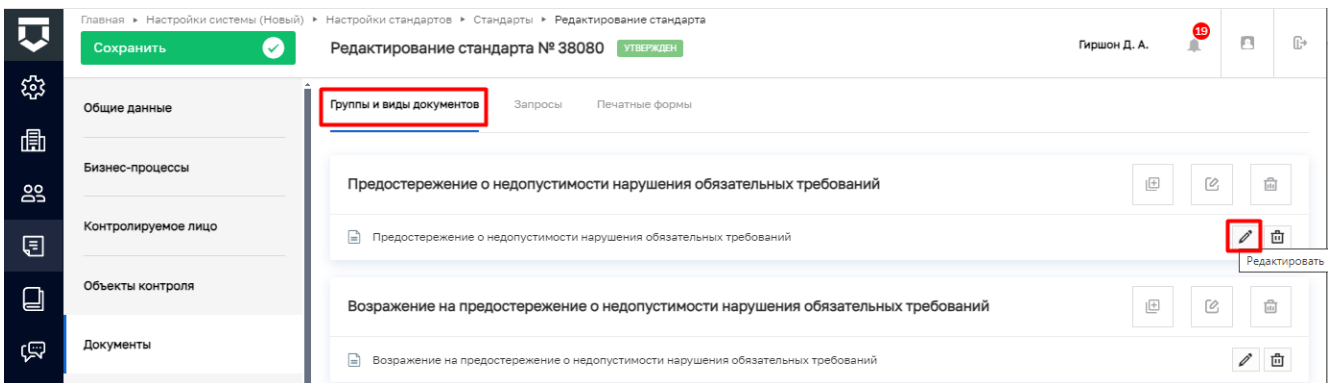 Главная ▸ Настройки системы (Новый) ▸ Настройки стандартов ▸ Стандарты ▸ Редактирование стандарта
Сохранить
Редактирование стандарта № 38080 УТВЕРЖДЕН
Гиршон Д. А.
19
Общие данные
Бизнес-процессы
Контролируемое лицо
Объекты контроля
Документы
Группы и виды документов Запросы Печатные формы
Предостережение о недопустимости нарушения обязательных требований
Предостережение о недопустимости нарушения обязательных требований
Редактировать
Возражение на предостережение о недопустимости нарушения обязательных требований
Возражение на предостережение о недопустимости нарушения обязательных требований